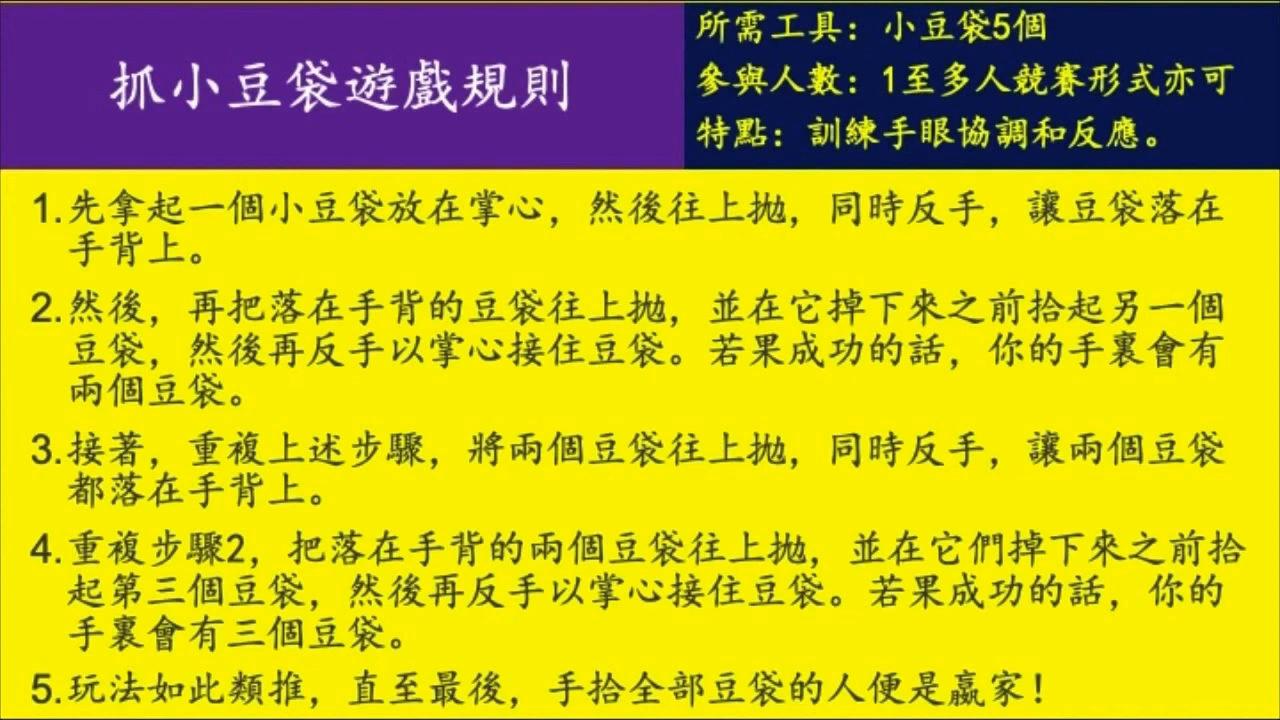 抓小豆袋遊戲規則
所需工具：小豆袋5個
參與人數：1至多人競賽形式亦可
特點：訓練手眼協調和反應。
1.先拿起一個小豆袋放在掌心，然後往上拋，同時反手，讓豆袋落在
手背上。
2.然後，再把落在手背的豆袋往上拋，並在它掉下來之前拾起另一個
豆袋，然後再反手以掌心接住豆袋。若果成功的話，你的手裏會有
兩個豆袋。
3.接著，重複上述步驟，將兩個豆袋往上拋，同時反手，讓兩個豆袋
都落在手背上。
4.重複步驟2，把落在手背的兩個豆袋往上拋，並在它們掉下來之前拾
起第三個豆袋，然後再反手以掌心接住豆袋。若果成功的話，你的
手裏會有三個豆袋。
5.玩法如此類推，直至最後，手拾全部豆袋的人便是贏家！